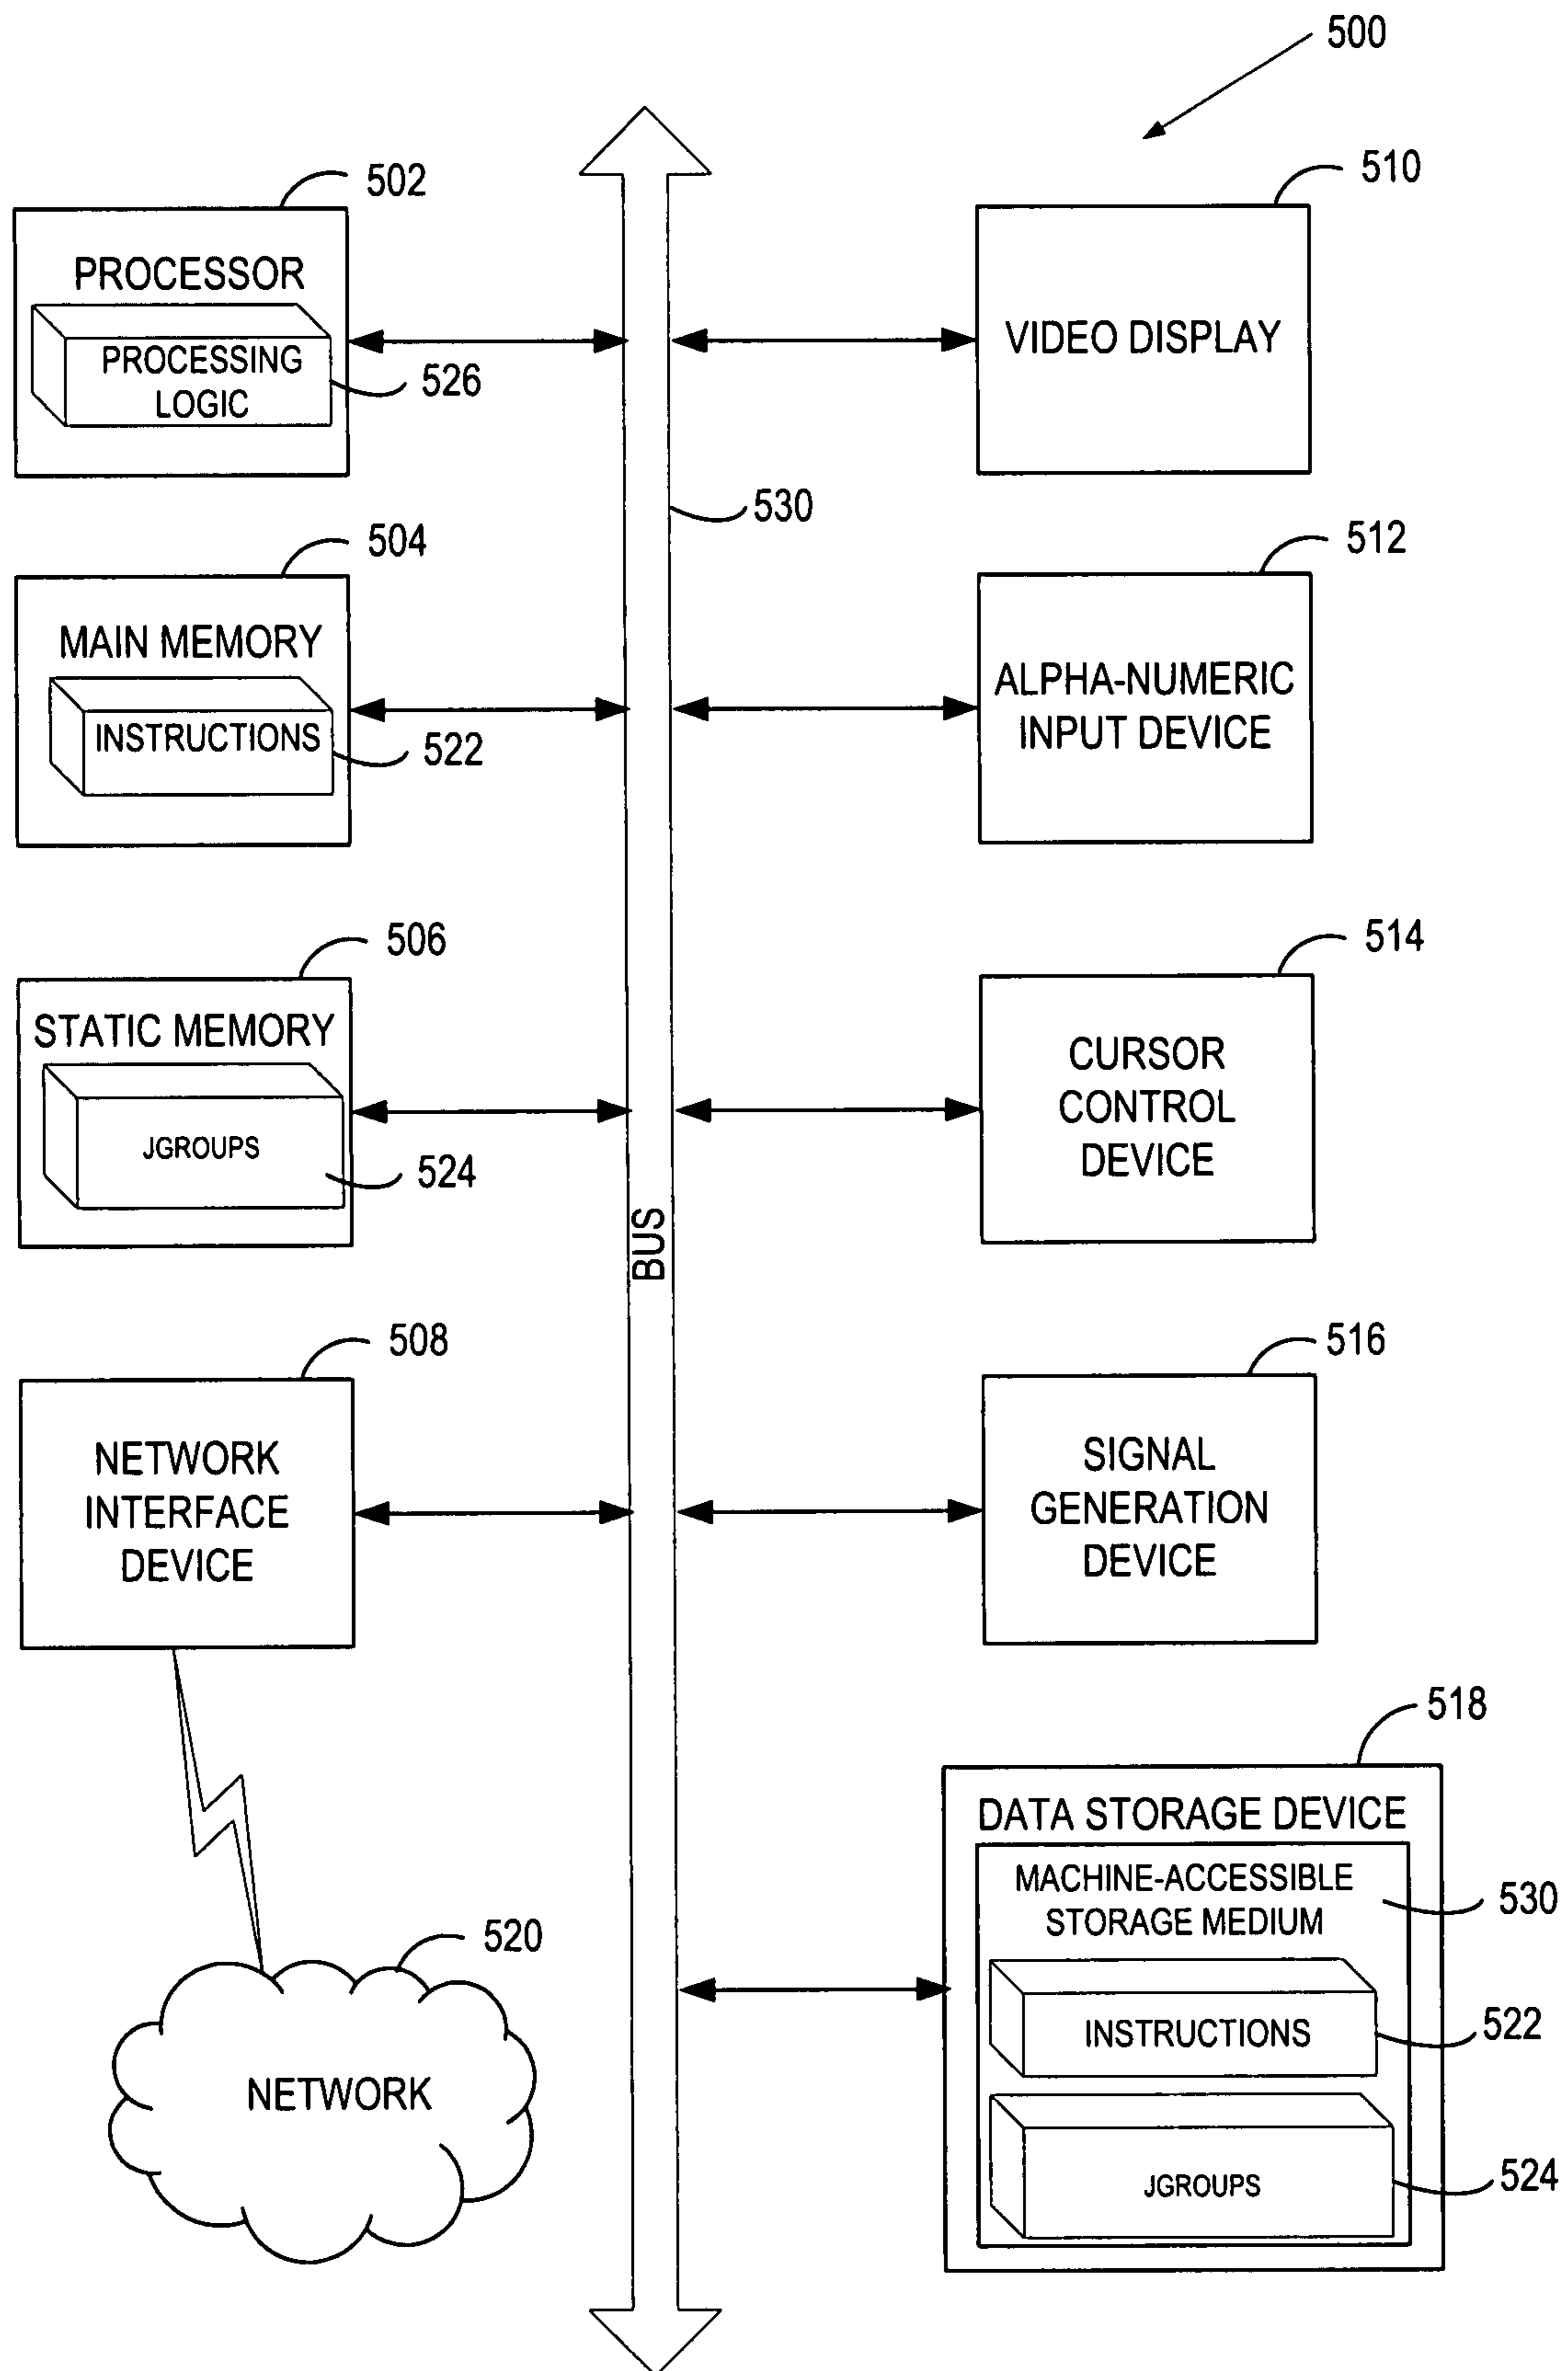 500
502
PROCESSOR
PROCESSING
LOGIC
526
510
VIDEO DISPLAY
530
504
MAIN MEMORY
INSTRUCTIONS
522
512
ALPHA-NUMERIC
INPUT DEVICE
506
STATIC MEMORY
JGROUPS
524
514
CURSOR
CONTROL
DEVICE
BUS
508
NETWORK
INTERFACE
DEVICE
516
SIGNAL
GENERATION
DEVICE
520
NETWORK
518
DATA STORAGE DEVICE
MACHINE-ACCESSIBLE
STORAGE MEDIUM
530
INSTRUCTIONS
522
JGROUPS
524